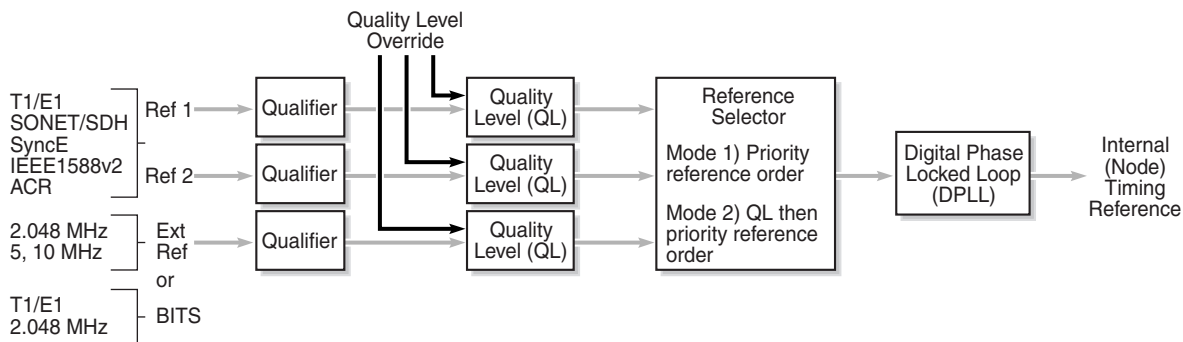 Quality Level
Override
T1/E1
SONET/SDH
SyncE
IEEE1588v2
ACR
Ref 1
Qualifier
Quality
Level (QL)
Ref 2
Qualifier
Quality
Level (QL)
2.048 MHz
5, 10 MHz
Ext
Ref
Qualifier
Quality
Level (QL)
or
T1/E1
2.048 MHz
BITS
Reference
Selector
Mode 1) Priority
reference order
Mode 2) QL then
priority reference
order
Digital Phase
Locked Loop
(DPLL)
Internal
(Node)
Timing
Reference